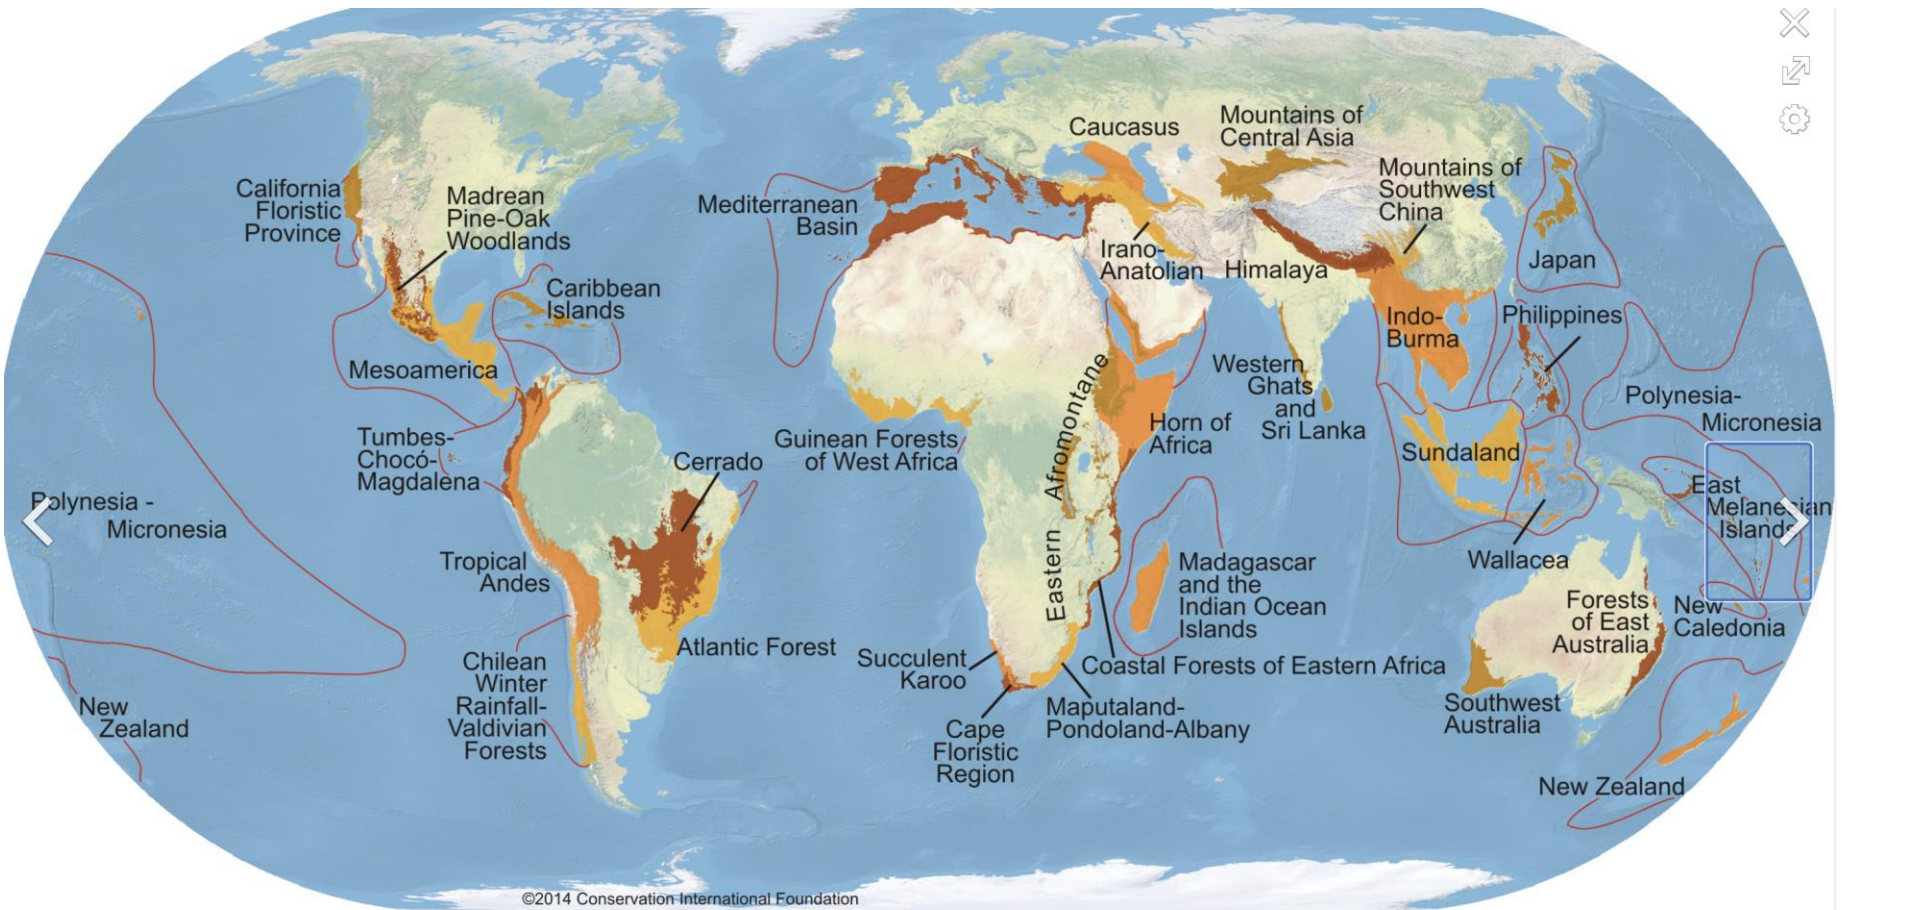 Caucasus
Mountains of
Central Asia
Mountains of
Southwest
China
California
Floristic
Province
Madrean
Pine-Oak
Woodlands
Mediterranean
Basin
Irano-
Anatolian
Himalaya
Japan
Caribbean
Islands
Indo-
Burma
Philippines
Mesoamerica
Western
Ghats
and
Sri Lanka
Polynesia-
Micronesia
Tumbes-
Chocó-
Magdalena
Cerrado
Guinean Forests
of West Africa
Eastern Afromontane
Horn of
Africa
Sundaland
East
Melanesian
Islands
Polynesia -
Micronesia
Tropical
Andes
Madagascar
and the
Indian Ocean
Islands
Wallacea
Forests
of East
Australia
New
Caledonia
Atlantic Forest
Chilean
Winter
Rainfall-
Valdivian
Forests
Succulent
Karoo
Coastal Forests of Eastern Africa
Cape
Floristic
Region
Maputaland-
Pondoland-Albany
Southwest
Australia
New
Zealand
New Zealand
©2014 Conservation International Foundation